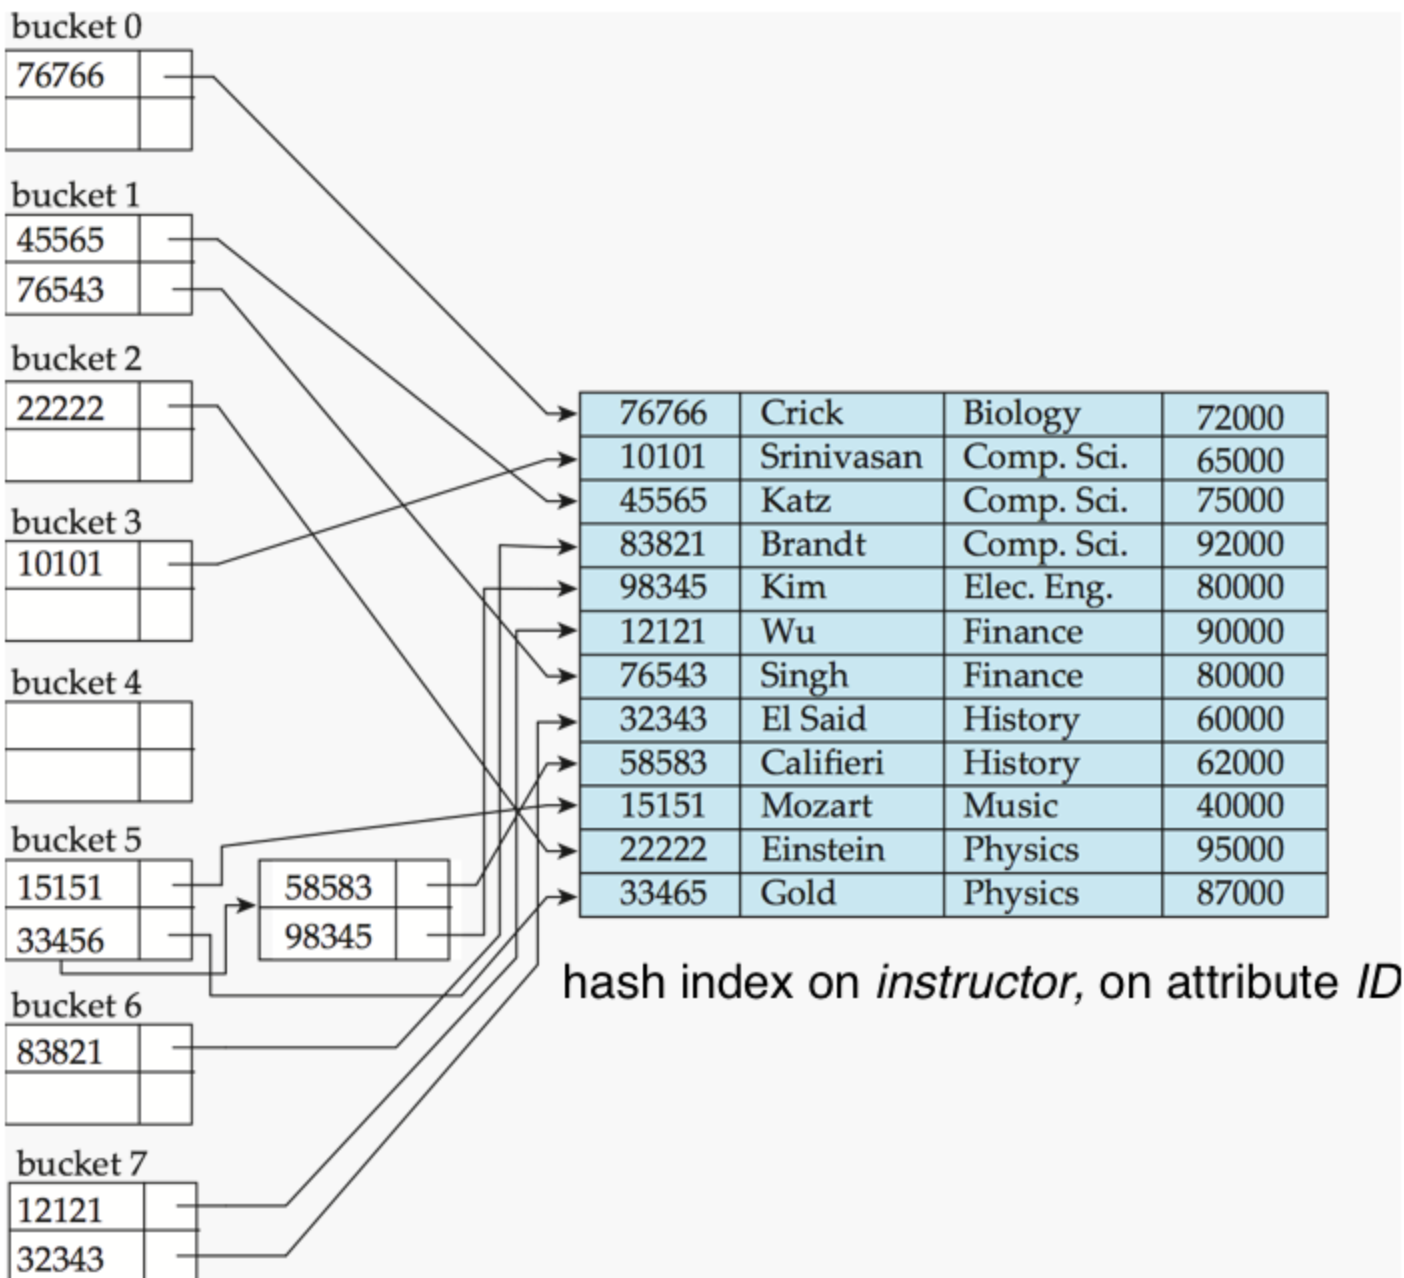 bucket 0
76766
bucket 1
45565
76543
bucket 2
22222
bucket 3
10101
bucket 4
bucket 5
15151
33456
58583
98345
bucket 6
83821
bucket 7
12121
32343
76766 Crick Biology 72000
10101 Srinivasan Comp. Sci. 65000
45565 Katz Comp. Sci. 75000
83821 Brandt Comp. Sci. 92000
98345 Kim Elec. Eng. 80000
12121 Wu Finance 90000
76543 Singh Finance 80000
32343 El Said History 60000
58583 Califieri History 62000
15151 Mozart Music 40000
22222 Einstein Physics 95000
33465 Gold Physics 87000
hash index on instructor, on attribute ID